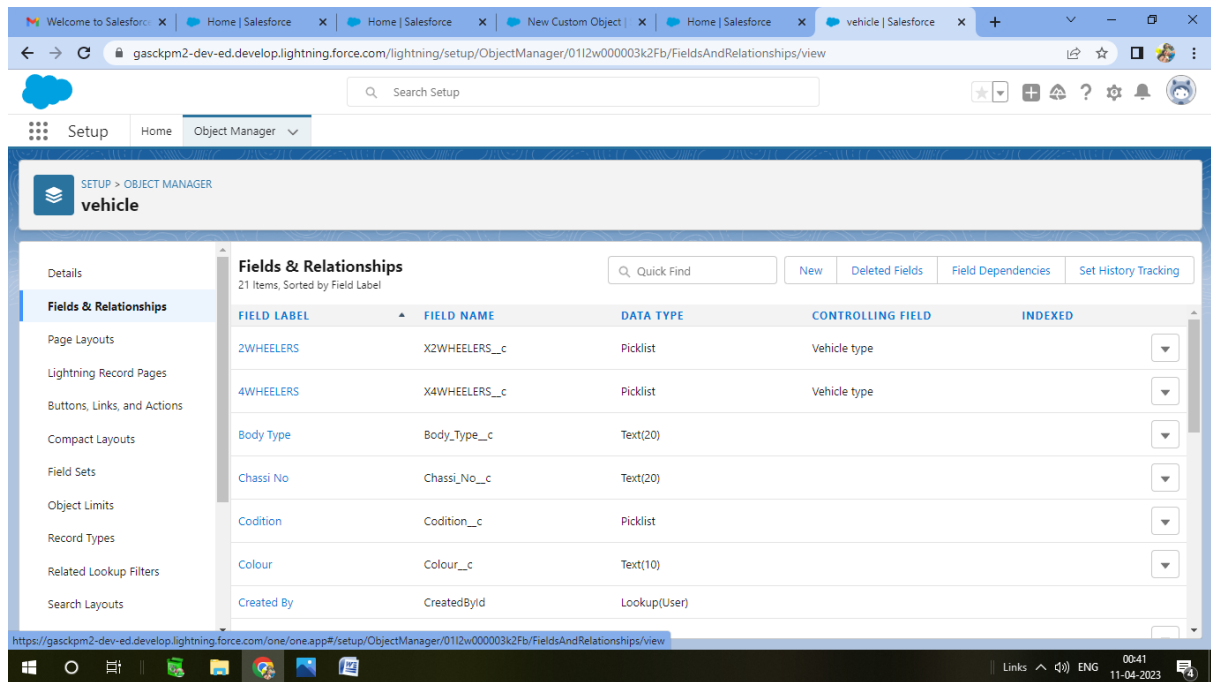 Welcome to Salesforce
Home | Salesforce
Home | Salesforce
New Custom Object |
Home | Salesforce
vehicle | Salesforce
gasckpm2-dev-ed.develop.lightning.force.com/lightning/setup/ObjectManager/01I2w000003k2Fb/FieldsAndRelationships/view
Search Setup
Setup Home Object Manager
SETUP > OBJECT MANAGER
vehicle
Details
Fields & Relationships
Page Layouts
Lightning Record Pages
Buttons, Links, and Actions
Compact Layouts
Field Sets
Object Limits
Record Types
Related Lookup Filters
Search Layouts
Fields & Relationships
21 Items, Sorted by Field Label
Quick Find
New Deleted Fields Field Dependencies Set History Tracking
FIELD LABEL FIELD NAME DATA TYPE CONTROLLING FIELD INDEXED
2WHEELERS X2WHEELERS__c Picklist Vehicle type
4WHEELERS X4WHEELERS__c Picklist Vehicle type
Body Type Body_Type__c Text(20)
Chassi No Chassi_No__c Text(20)
Codition Codition__c Picklist
Colour Colour__c Text(10)
Created By CreatedById Lookup(User)
https://gasckpm2-dev-ed.develop.lightning.force.com/one/one.app#/setup/ObjectManager/01I2w000003k2Fb/FieldsAndRelationships/view
Links ENG 00:41
11-04-2023
4